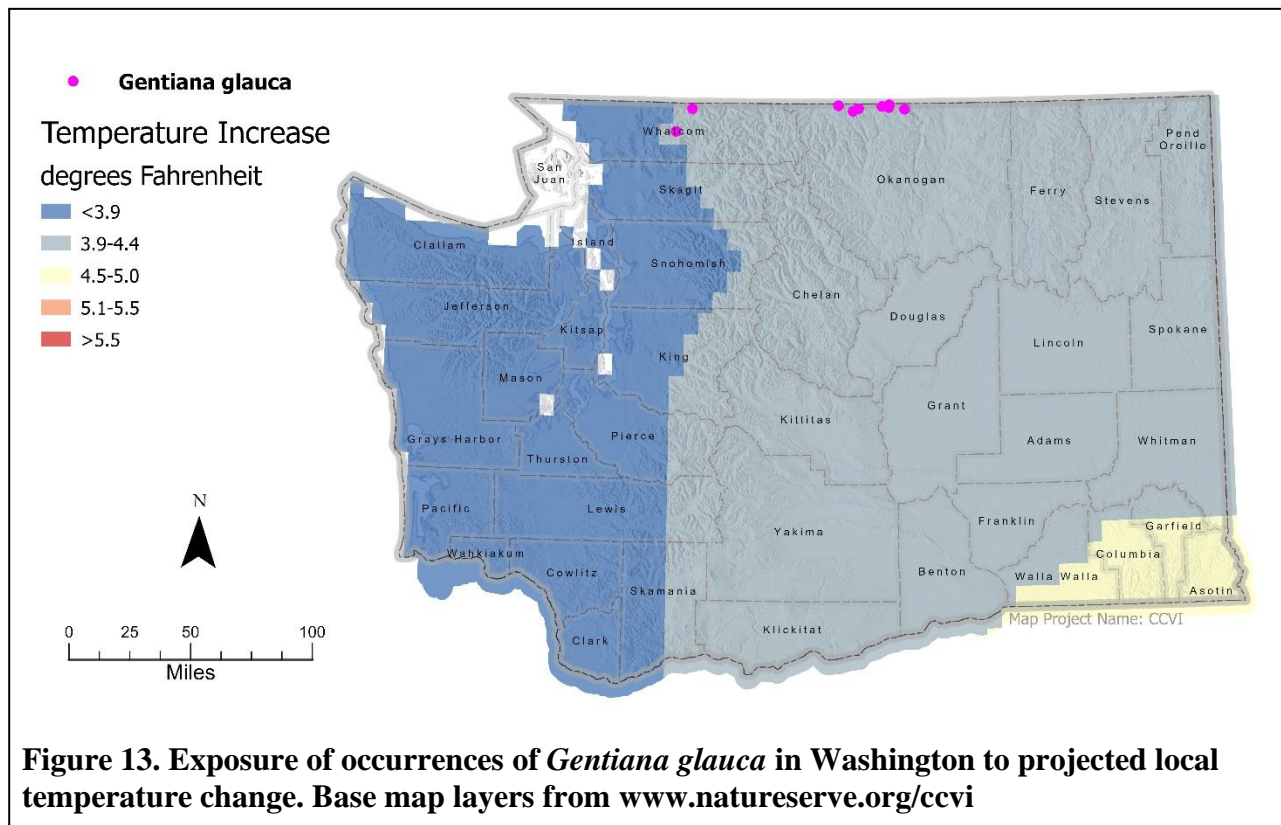 Gentiana glauca
Temperature Increase
degrees Fahrenheit
<3.9
3.9-4.4
4.5-5.0
5.1-5.5
>5.5
Whatcom
San
Juan
Pend
Oreille
Skagit
Okanogan
Ferry
Stevens
Island
Clallam
Snohomish
Chelan
Jefferson
Douglas
Kitsap
Lincoln
Spokane
King
Mason
Grant
Kittitas
Grays Harbor
Pierce
Adams
Whitman
Thurston
Pacific
Lewis
Franklin
Garfield
Yakima
Wahkiakum
Columbia
Cowlitz
Benton
Walla Walla
Skamania
Asotin
Klickitat
Clark
Map Project Name: CCVI
N
0 25 50 100
Miles
Figure 13. Exposure of occurrences of Gentiana glauca in Washington to projected local
temperature change. Base map layers from www.natureserve.org/ccvi